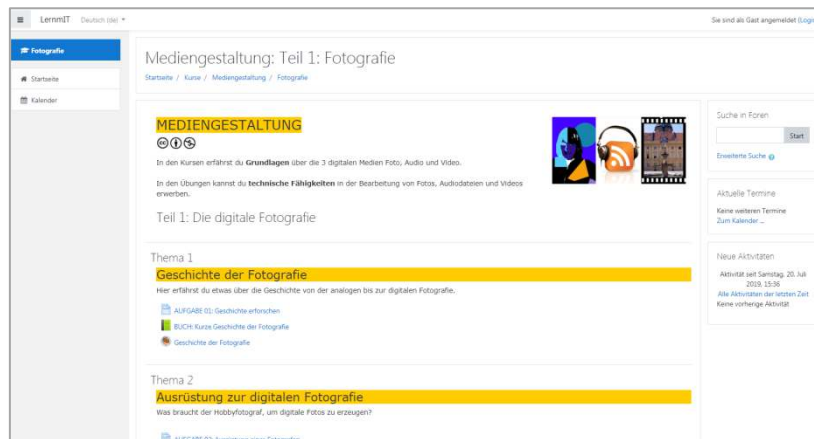 LernmIT Deutsch (de)
Sie sind als Gast angemeldet (Login
Fotografie
Startseite
Kalender
Mediengestaltung: Teil 1: Fotografie
Startseite / Kurse / Mediengestaltung / Fotografie
MEDIENGESTALTUNG
In den Kursen erfährst du Grundlagen über die 3 digitalen Medien Foto, Audio und Video.
In den Übungen kannst du technische Fähigkeiten in der Bearbeitung von Fotos, Audiodateien und Videos
erwerben.
Teil 1: Die digitale Fotografie
Thema 1
Geschichte der Fotografie
Hier erfährst du etwas über die Geschichte von der analogen bis zur digitalen Fotografie.
AUFGABE 01: Geschichte erforschen
BUCH: Kurze Geschichte der Fotografie
Geschichte der Fotografie
Thema 2
Ausrüstung zur digitalen Fotografie
Was braucht der Hobbyfotograf, um digitale Fotos zu erzeugen?
Suche in Foren
Start
Erweiterte Suche
Aktuelle Termine
Keine weiteren Termine
Zum Kalender ...
Neue Aktivitäten
Aktivität seit Samstag, 20. Juli
2019, 15:36
Alle Aktivitäten der letzten Zeit
Keine vorherige Aktivität